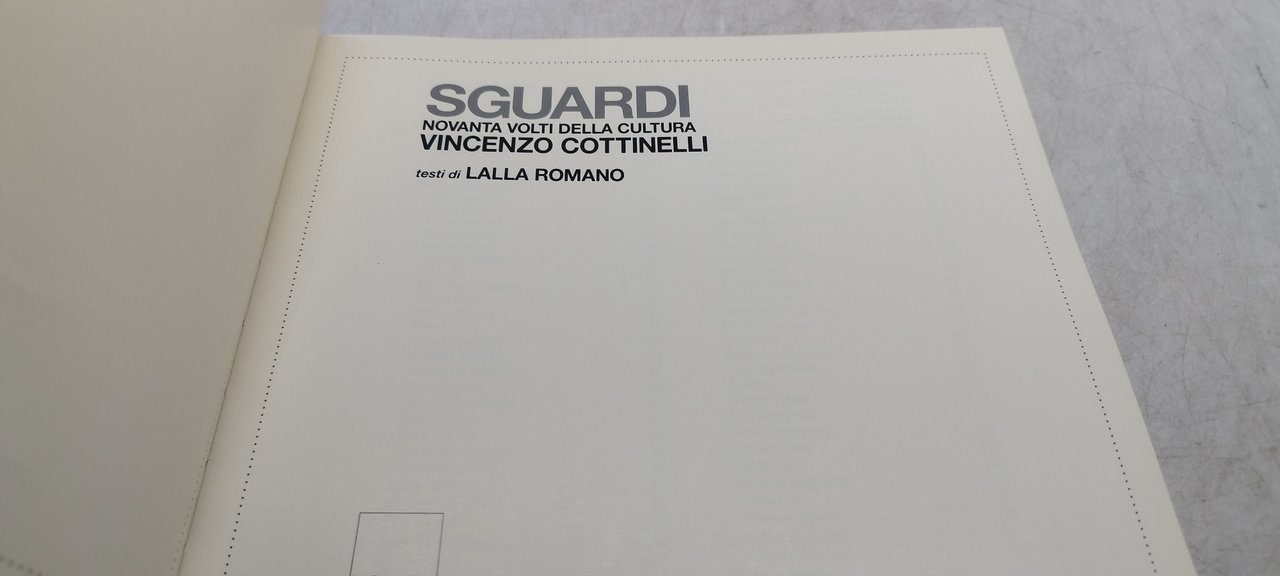 SGUARDI
NOVANTA VOLTI DELLA CULTURA
VINCENZO COTTINELLI
testi di LALLA ROMANO